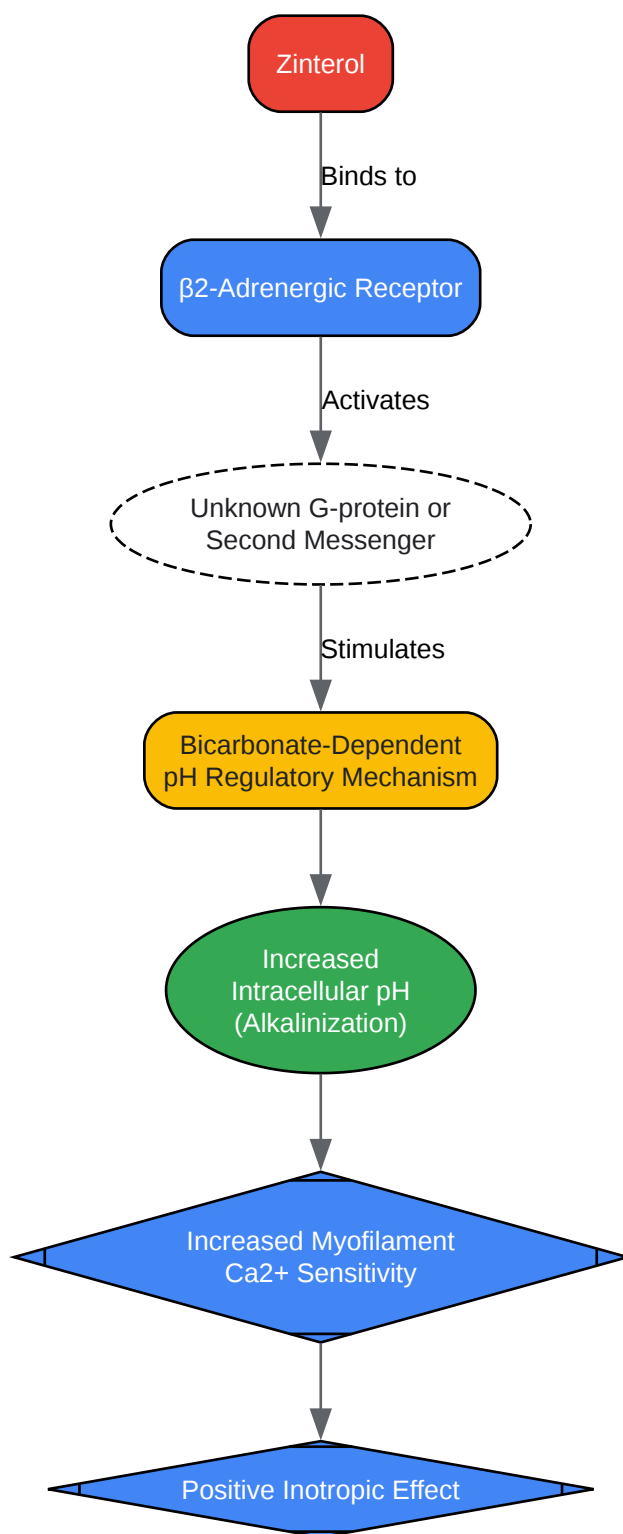 Zinterol
Binds to
β2-Adrenergic Receptor
Activates
Unknown G-protein or
Second Messenger
Stimulates
Bicarbonate-Dependent
pH Regulatory Mechanism
Increased
Intracellular pH
(Alkalinization)
Increased Myofilament
Ca2+ Sensitivity
Positive Inotropic Effect